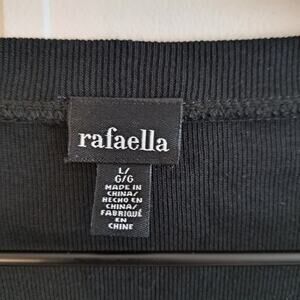 rafaella
L/
G/G
MADE IN
CHINA/
HECHO EN
CHINA/
FABRIQUÉ
EN
CHINE